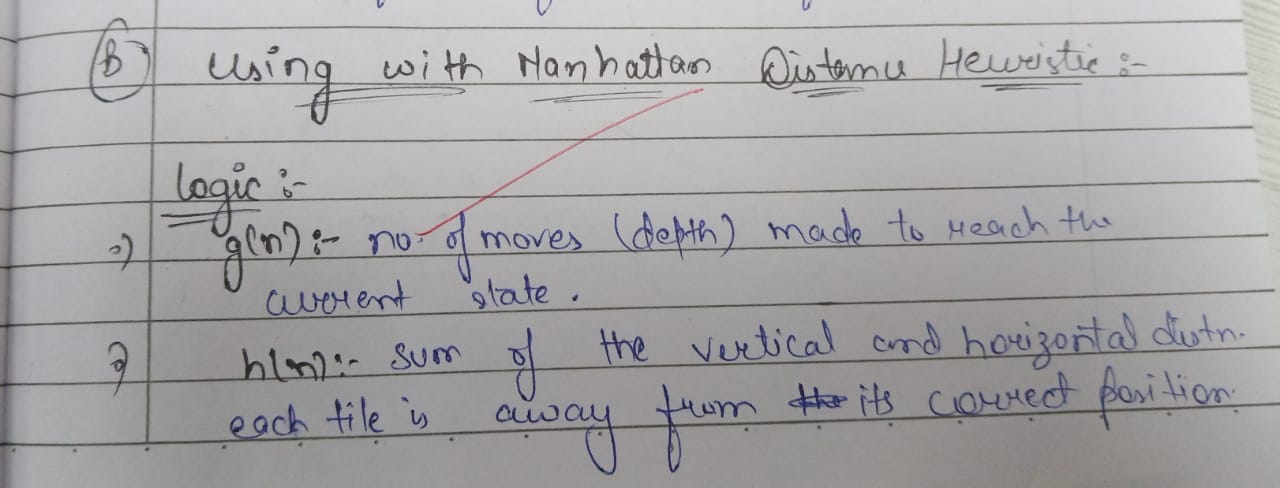 (B) Using with Manhattan Distance Heuristic :-
Logic :-
g(n) :- no. of moves (depth) made to reach the
current state .
h(n) :- sum of the vertical and horizontal distn.
each tile is away from the its correct position.